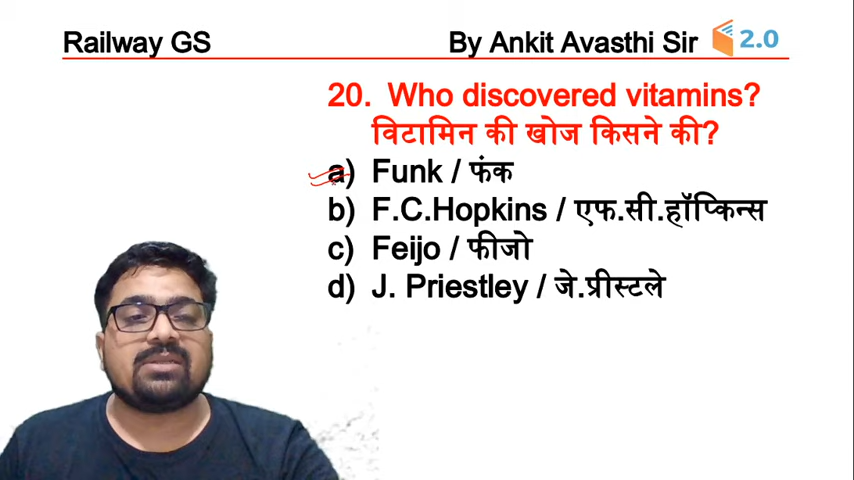 Railway GS
By Ankit Avasthi Sir 2.0
20. Who discovered vitamins?
विटामिन की खोज किसने की?
a) Funk / फंक
b) F.C.Hopkins / एफ.सी.हॉप्किन्स
c) Feijo / फीजो
d) J. Priestley / जे.प्रीस्टले